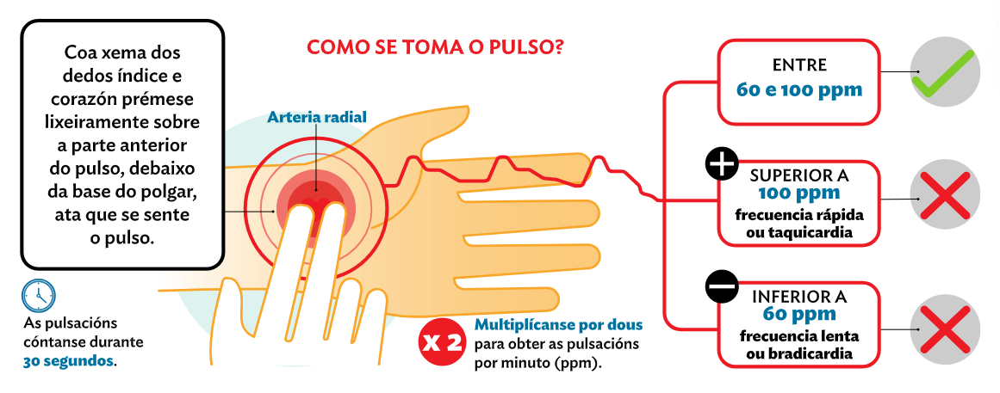 COMO SE TOMA O PULSO?
Coa xema dos
dedos índice e
corazón prémese
lixeiramente sobre
a parte anterior
do pulso, debaixo
da base do polgar,
ata que se sente
o pulso.
Arteria radial
As pulsacións
cóntanse durante
30 segundos.
x 2
Multiplícanse por dous
para obter as pulsacións
por minuto (ppm).
ENTRE
60 e 100 ppm
+
SUPERIOR A
100 ppm
frecuencia rápida
ou taquicardia
−
INFERIOR A
60 ppm
frecuencia lenta
ou bradicardia